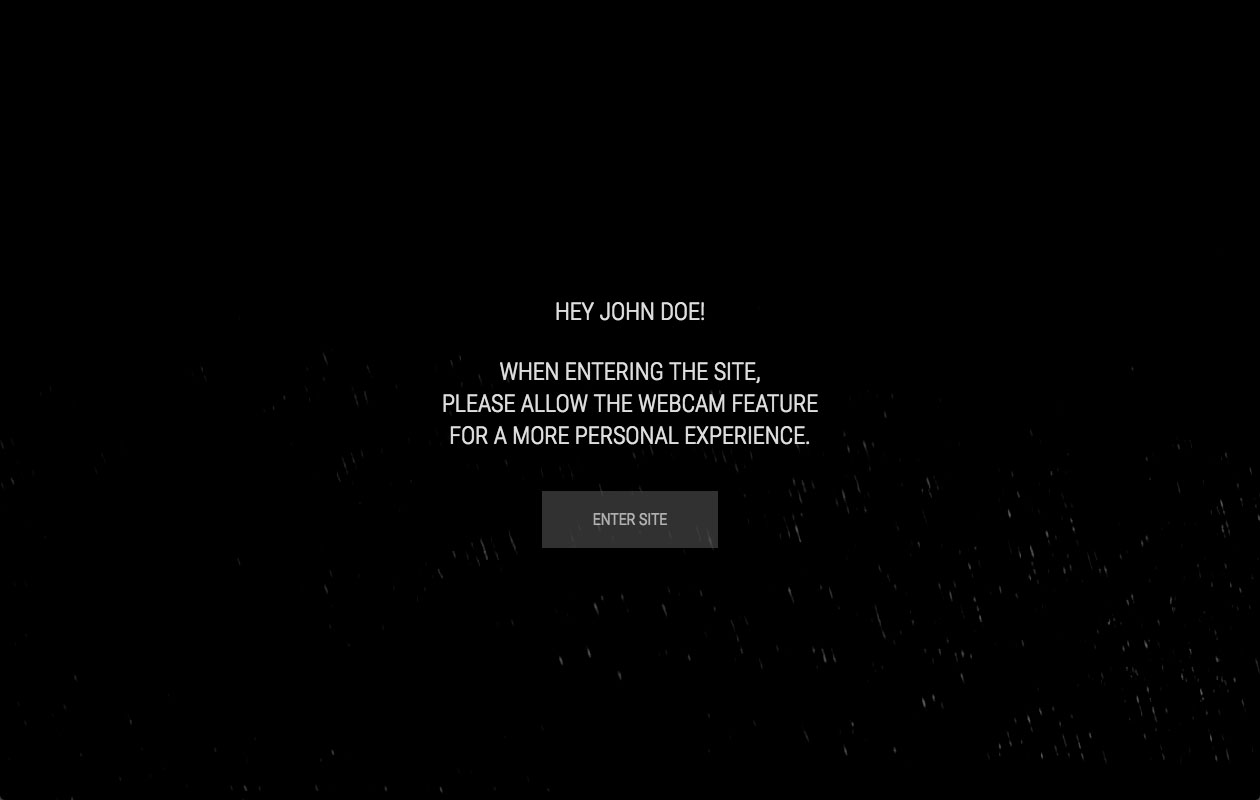 HEY JOHN DOE!
WHEN ENTERING THE SITE,
PLEASE ALLOW THE WEBCAM FEATURE
FOR A MORE PERSONAL EXPERIENCE.
ENTER SITE